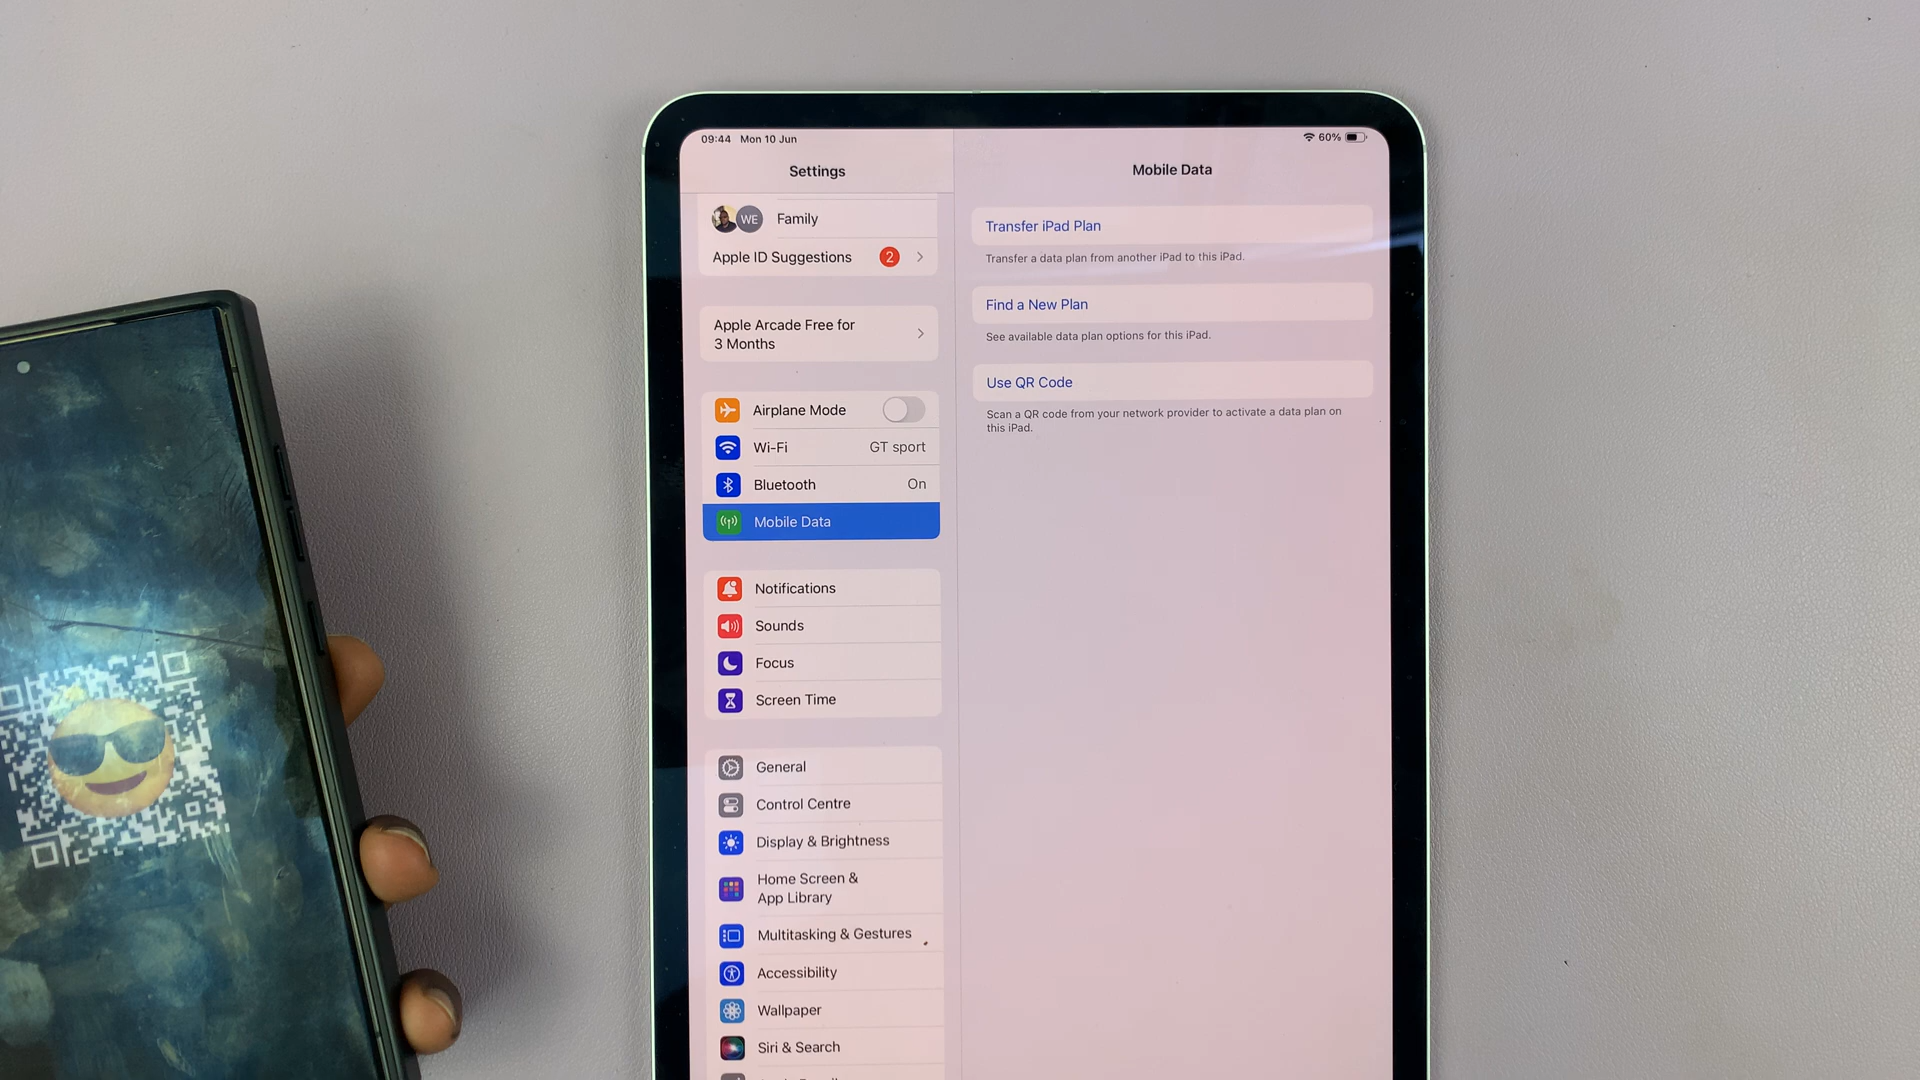 09:44 Mon 10 Jun
60%
Settings
WE Family
Apple ID Suggestions 2
Apple Arcade Free for
3 Months
Airplane Mode
Wi-Fi GT sport
Bluetooth On
Mobile Data
Notifications
Sounds
Focus
Screen Time
General
Control Centre
Display & Brightness
Home Screen &
App Library
Multitasking & Gestures
Accessibility
Wallpaper
Siri & Search
Mobile Data
Transfer iPad Plan
Transfer a data plan from another iPad to this iPad.
Find a New Plan
See available data plan options for this iPad.
Use QR Code
Scan a QR code from your network provider to activate a data plan on
this iPad.